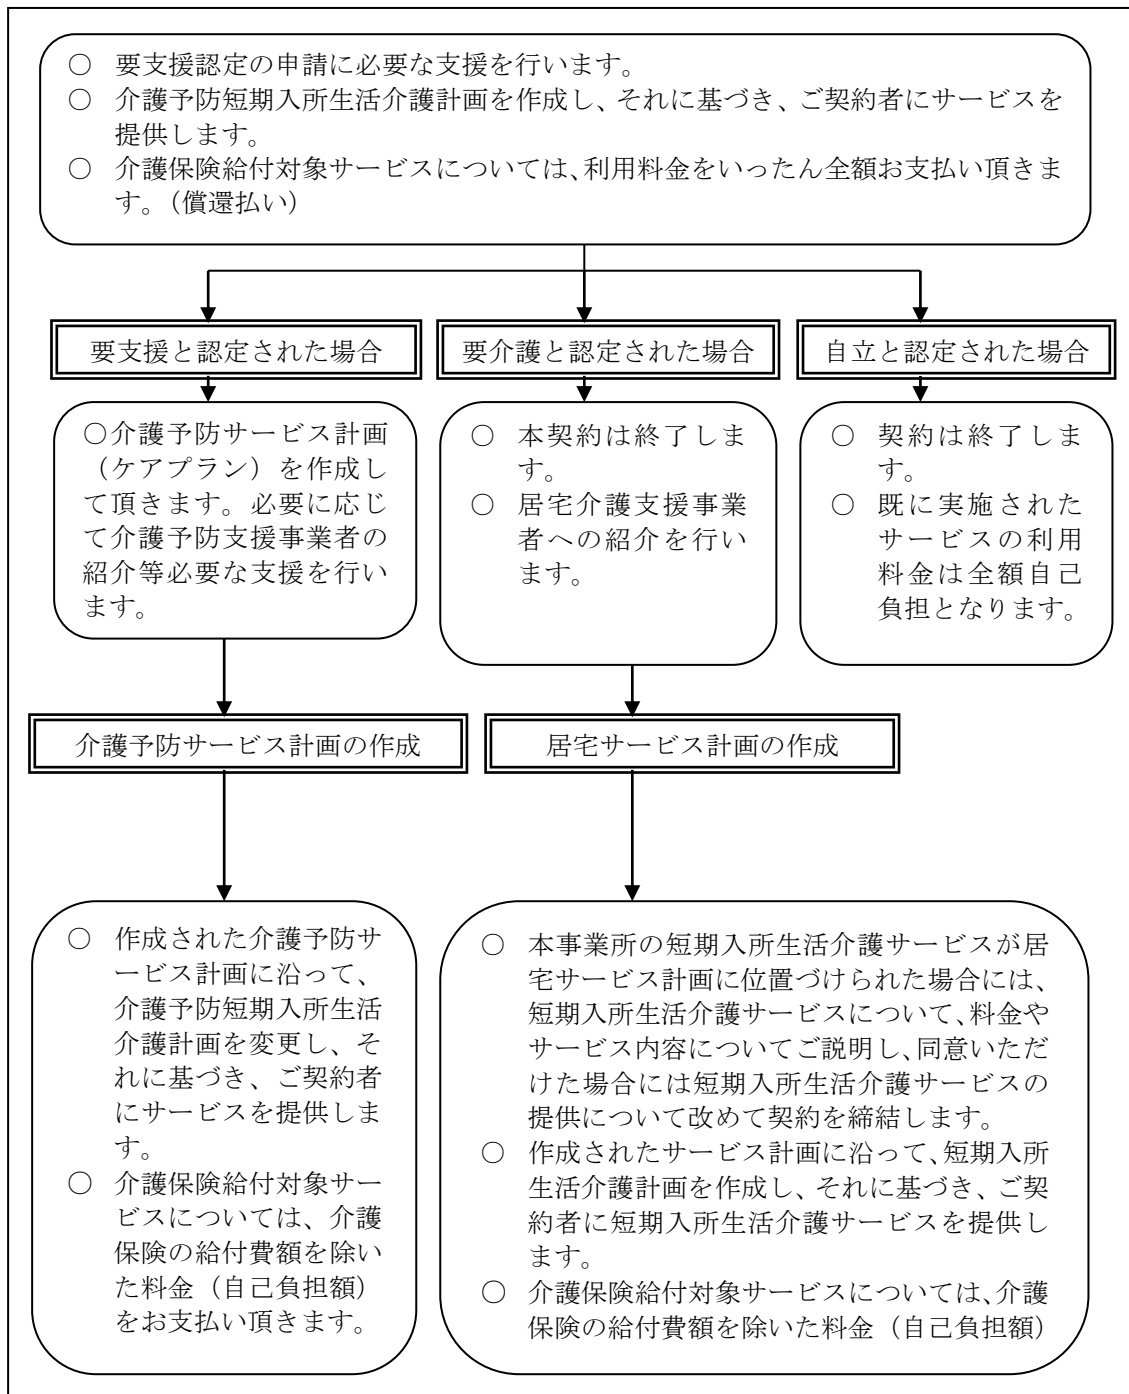 ○ 要支援認定の申請に必要な支援を行います。
○ 介護予防短期入所生活介護計画を作成し、それに基づき、ご契約者にサービスを
提供します。
○ 介護保険給付対象サービスについては、利用料金をいったん全額お支払い頂きま
す。（償還払い）
要支援と認定された場合
要介護と認定された場合
自立と認定された場合
○介護予防サービス計画
（ケアプラン）を作成し
て頂きます。必要に応じ
て介護予防支援事業者の
紹介等必要な支援を行い
ます。
○ 本契約は終了しま
す。
○ 居宅介護支援事業
者への紹介を行い
ます。
○ 契約は終了しま
す。
○ 既に実施された
サービスの利用
料金は全額自己
負担となります。
介護予防サービス計画の作成
居宅サービス計画の作成
○ 作成された介護予防サ
ービス計画に沿って、
介護予防短期入所生活
介護計画を変更し、そ
れに基づき、ご契約者
にサービスを提供しま
す。
○ 介護保険給付対象サー
ビスについては、介護
保険の給付費額を除い
た料金（自己負担額）
をお支払い頂きます。
○ 本事業所の短期入所生活介護サービスが居
宅サービス計画に位置づけられた場合には、
短期入所生活介護サービスについて、料金や
サービス内容についてご説明し、同意いただ
けた場合には短期入所生活介護サービスの
提供について改めて契約を締結します。
○ 作成されたサービス計画に沿って、短期入所
生活介護計画を作成し、それに基づき、ご契
約者に短期入所生活介護サービスを提供し
ます。
○ 介護保険給付対象サービスについては、介護
保険の給付費額を除いた料金（自己負担額）